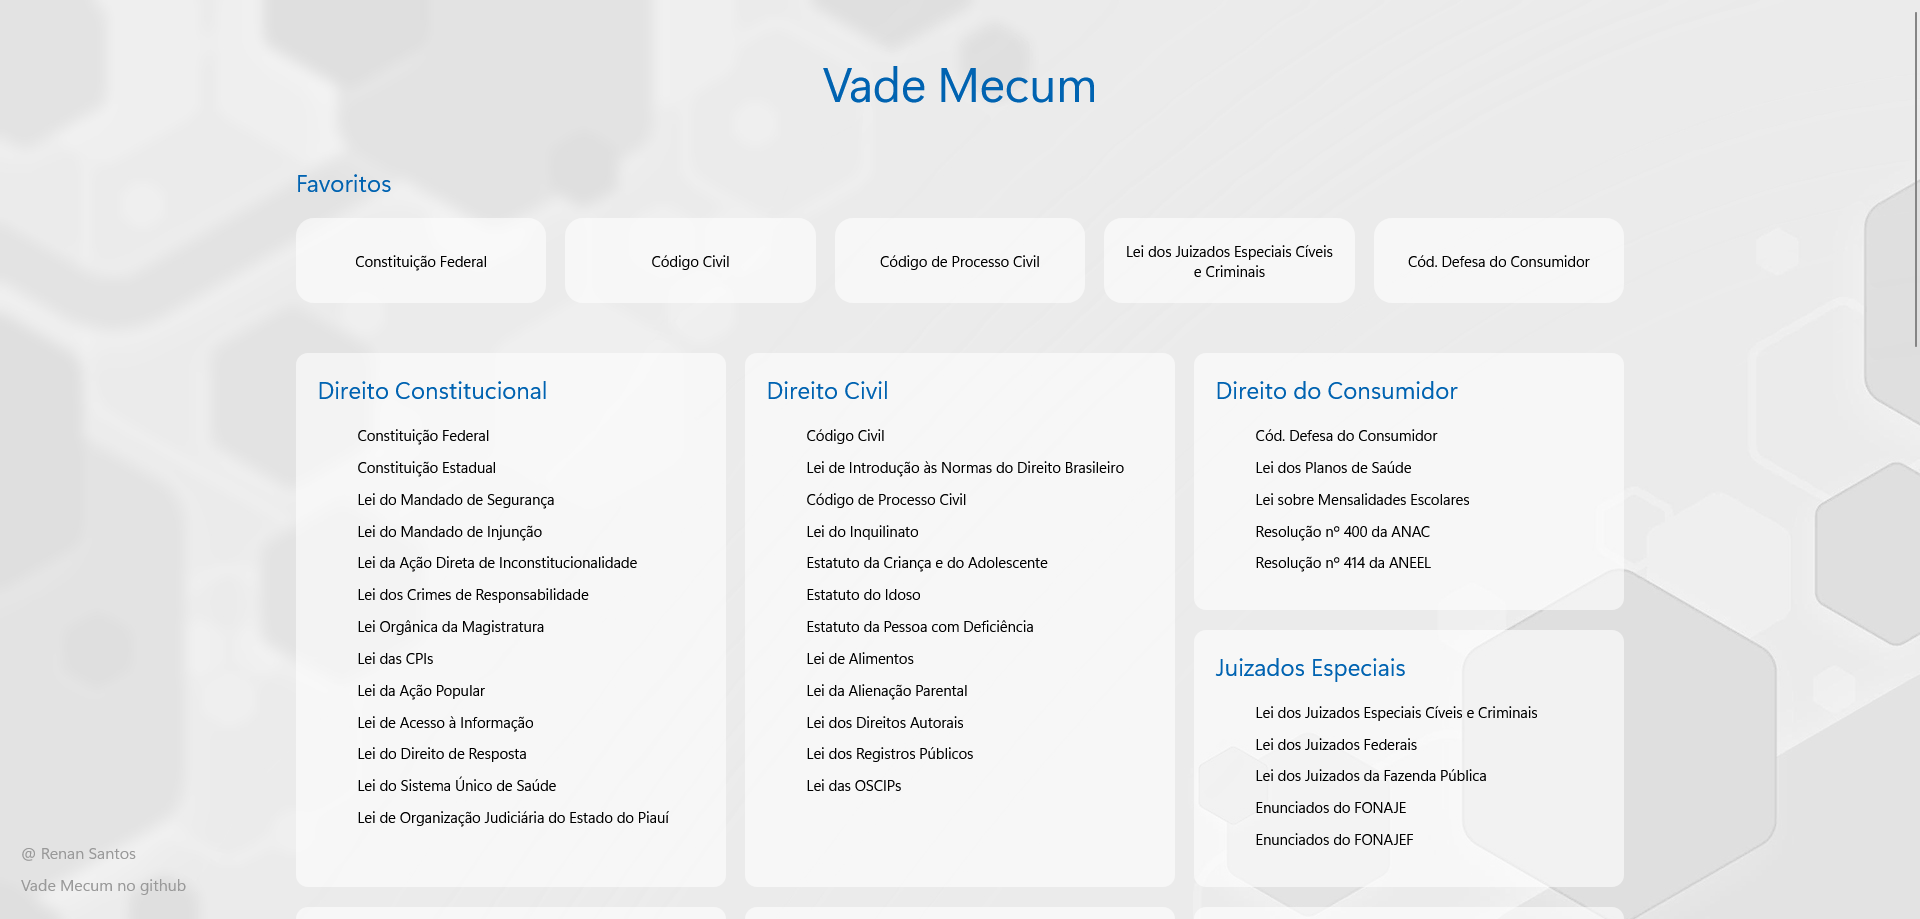 Vade Mecum
Favoritos
Constituição Federal
Código Civil
Código de Processo Civil
Lei dos Juizados Especiais Cíveis
e Criminais
Cód. Defesa do Consumidor
Direito Constitucional
Constituição Federal
Constituição Estadual
Lei do Mandado de Segurança
Lei do Mandado de Injunção
Lei da Ação Direta de Inconstitucionalidade
Lei dos Crimes de Responsabilidade
Lei Orgânica da Magistratura
Lei das CPIs
Lei da Ação Popular
Lei de Acesso à Informação
Lei do Direito de Resposta
Lei do Sistema Único de Saúde
Lei de Organização Judiciária do Estado do Piauí
Direito Civil
Código Civil
Lei de Introdução às Normas do Direito Brasileiro
Código de Processo Civil
Lei do Inquilinato
Estatuto da Criança e do Adolescente
Estatuto do Idoso
Estatuto da Pessoa com Deficiência
Lei de Alimentos
Lei da Alienação Parental
Lei dos Direitos Autorais
Lei dos Registros Públicos
Lei das OSCIPs
Direito do Consumidor
Cód. Defesa do Consumidor
Lei dos Planos de Saúde
Lei sobre Mensalidades Escolares
Resolução nº 400 da ANAC
Resolução nº 414 da ANEEL
Juizados Especiais
Lei dos Juizados Especiais Cíveis e Criminais
Lei dos Juizados Federais
Lei dos Juizados da Fazenda Pública
Enunciados do FONAJE
Enunciados do FONAJEF
@ Renan Santos
Vade Mecum no github